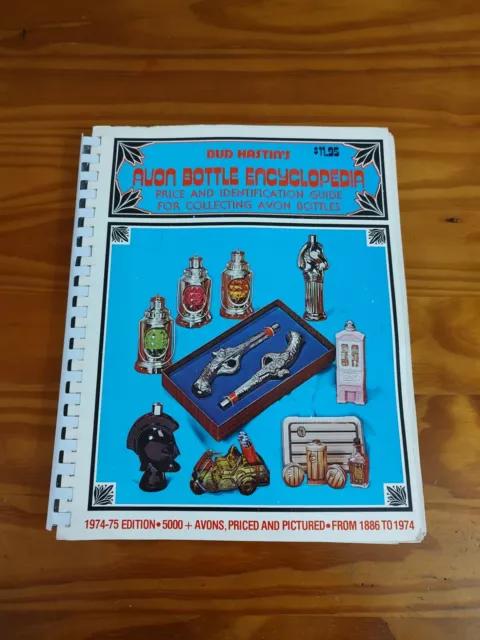 BUD HASTIN'S
$11.95
AVON BOTTLE ENCYCLOPEDIA
PRICE AND IDENTIFICATION GUIDE
FOR COLLECTING AVON BOTTLES
1974-75 EDITION • 5000 + AVONS, PRICED AND PICTURED • FROM 1886 TO 1974